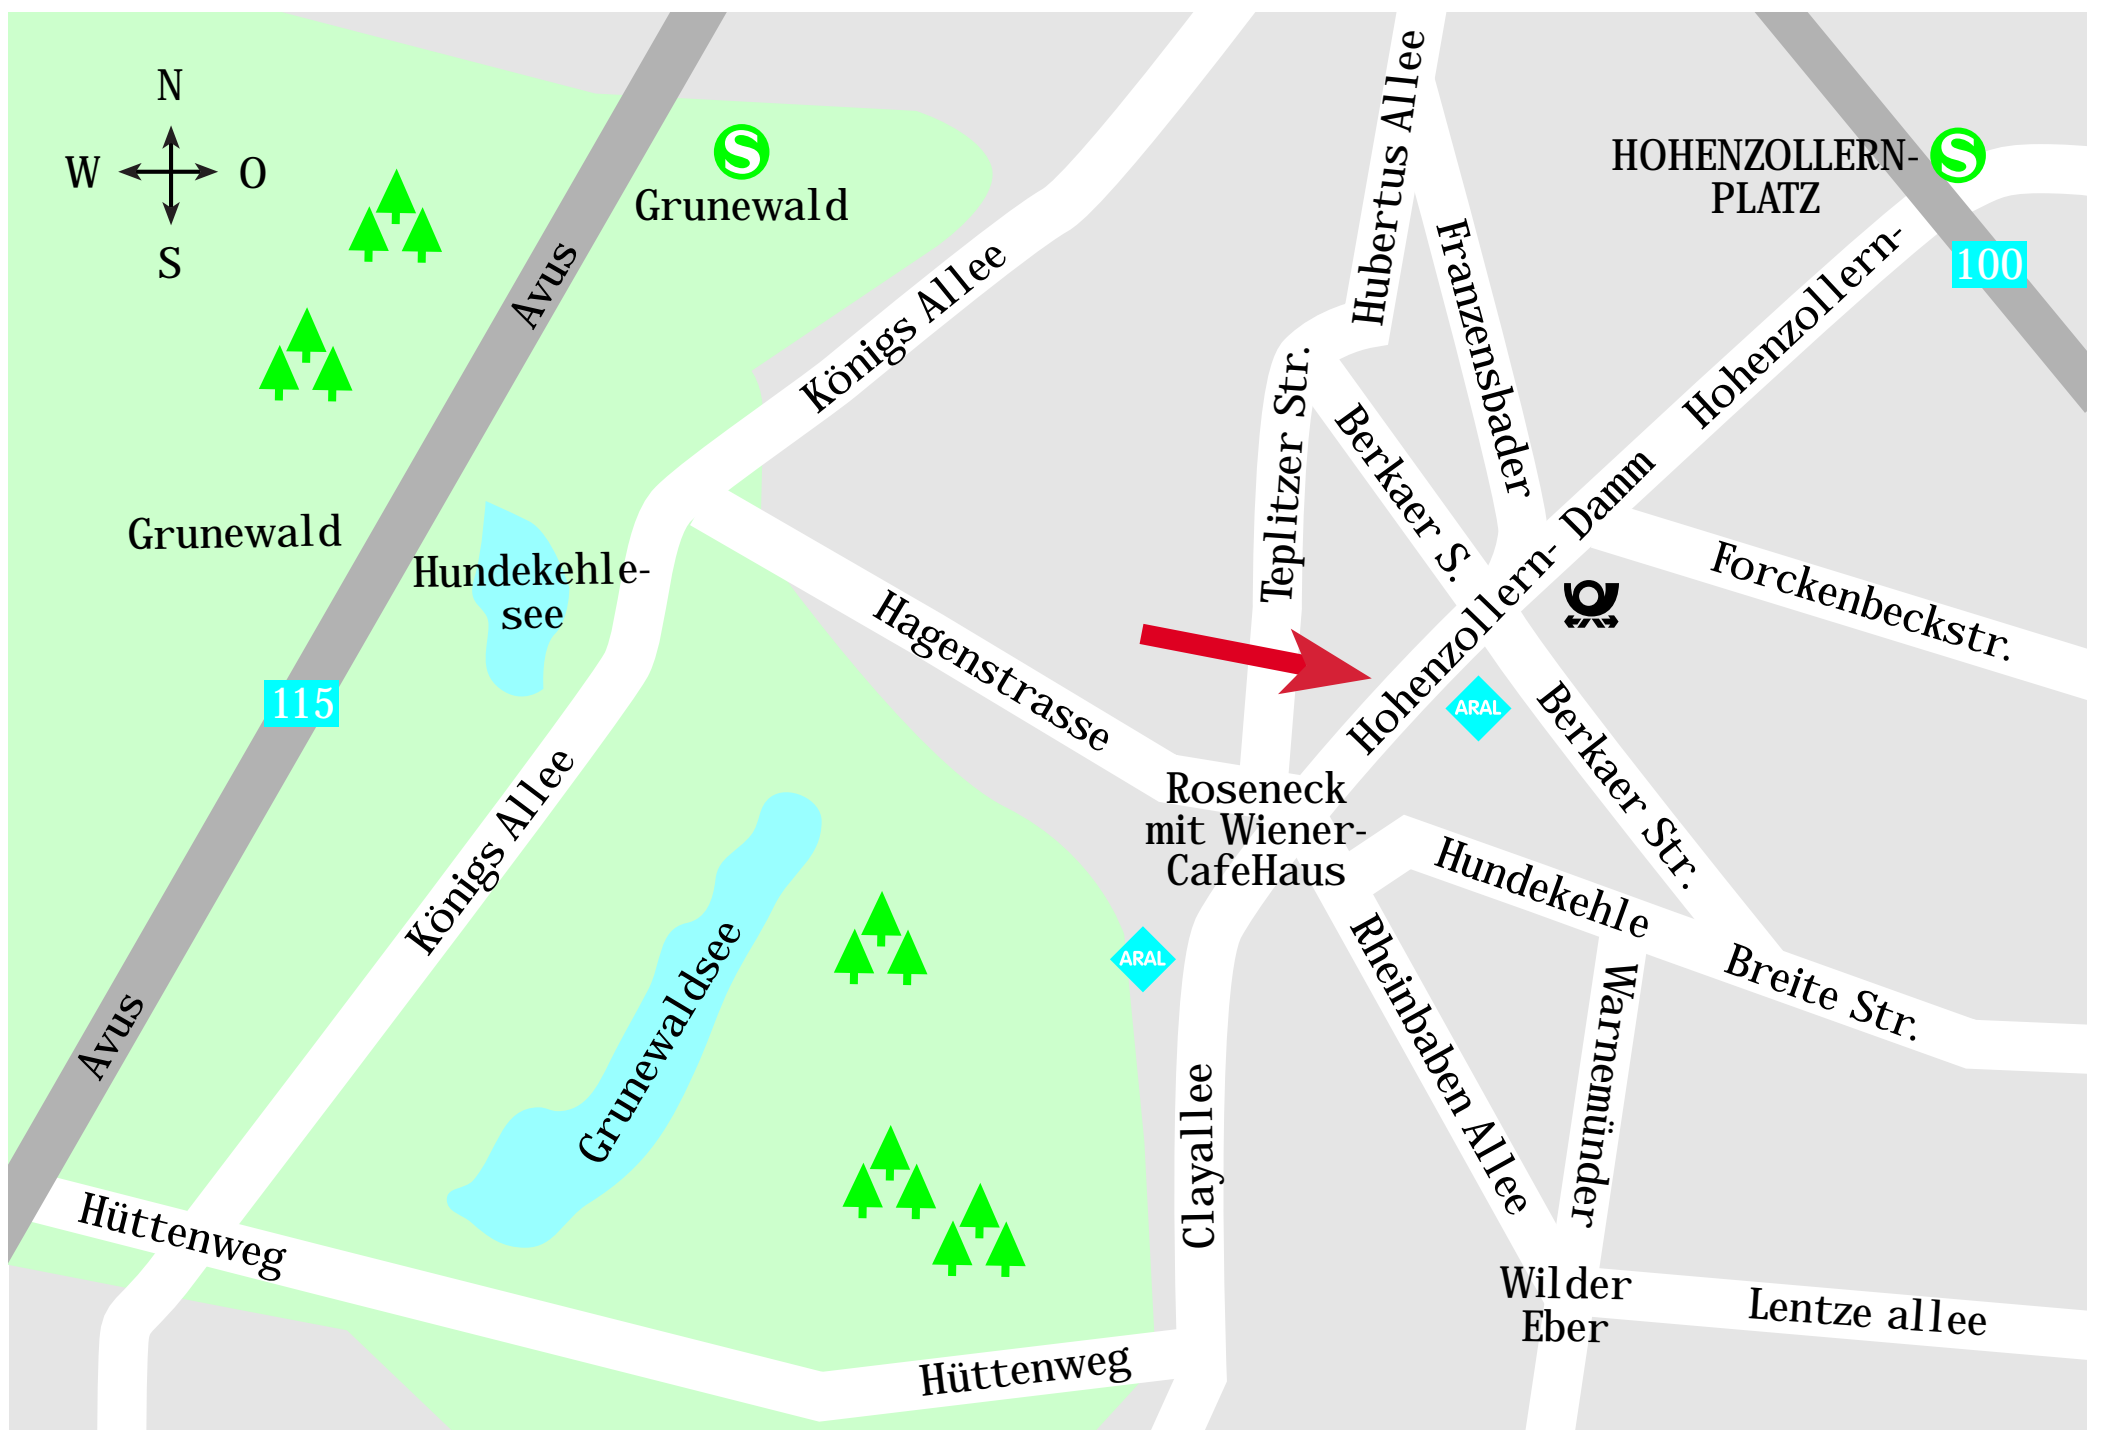 N
W
O
S
S
Grunewald
Avus
Königs Allee
Hubertus Allee
Franzensbader
HOHENZOLLERN-
PLATZ
S
100
Hohenzollern-
Damm
Hohenzollern-
Teplitzer Str.
Berkaer S.
Forckenbeckstr.
Grunewald
Hundekehle-
see
115
Hagenstrasse
ARAL
Berkaer Str.
Königs Allee
Roseneck
mit Wiener-
CafeHaus
Hundekehle
Breite Str.
Grunewaldsee
ARAL
Rheinbaben Allee
Warnemünder
Avus
Clayallee
Hüttenweg
Hüttenweg
Wilder
Eber
Lentze allee